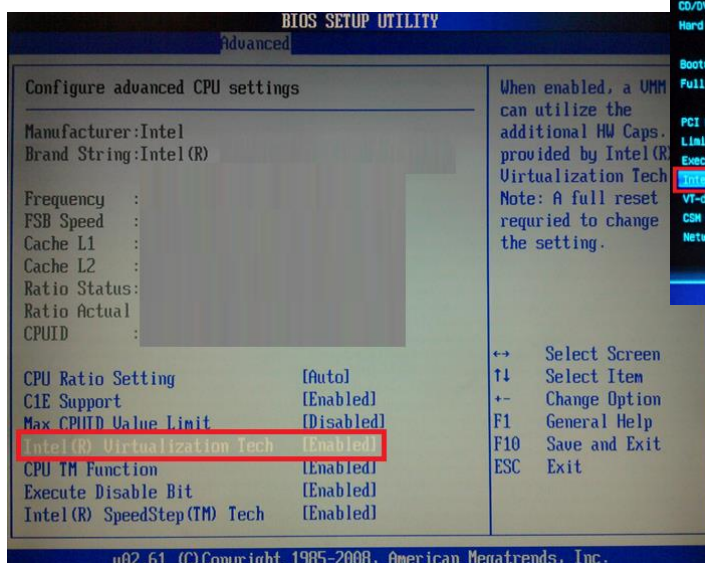 BIOS SETUP UTILITY
Advanced
Configure advanced CPU settings
Manufacturer:Intel
Brand String:Intel(R)
Frequency :
FSB Speed :
Cache L1 :
Cache L2 :
Ratio Status:
Ratio Actual
CPUID :
CPU Ratio Setting [Auto]
C1E Support [Enabled]
Max CPUID Value Limit [Disabled]
Intel(R) Virtualization Tech [Enabled]
CPU TM Function [Enabled]
Execute Disable Bit [Enabled]
Intel(R) SpeedStep(TM) Tech [Enabled]
When enabled, a VMM
can utilize the
additional HW Caps.
provided by Intel(R
Virtualization Tech
Note: A full reset
requried to change
the setting.
↔ Select Screen
↑↓ Select Item
+- Change Option
F1 General Help
F10 Save and Exit
ESC Exit
v02.61 (C)Copyright 1985-2008, American Megatrends, Inc.
CD/DV
Hard
Boot
Full
PCI
Limi
Exec
Inte
VT-d
CSM
Netw